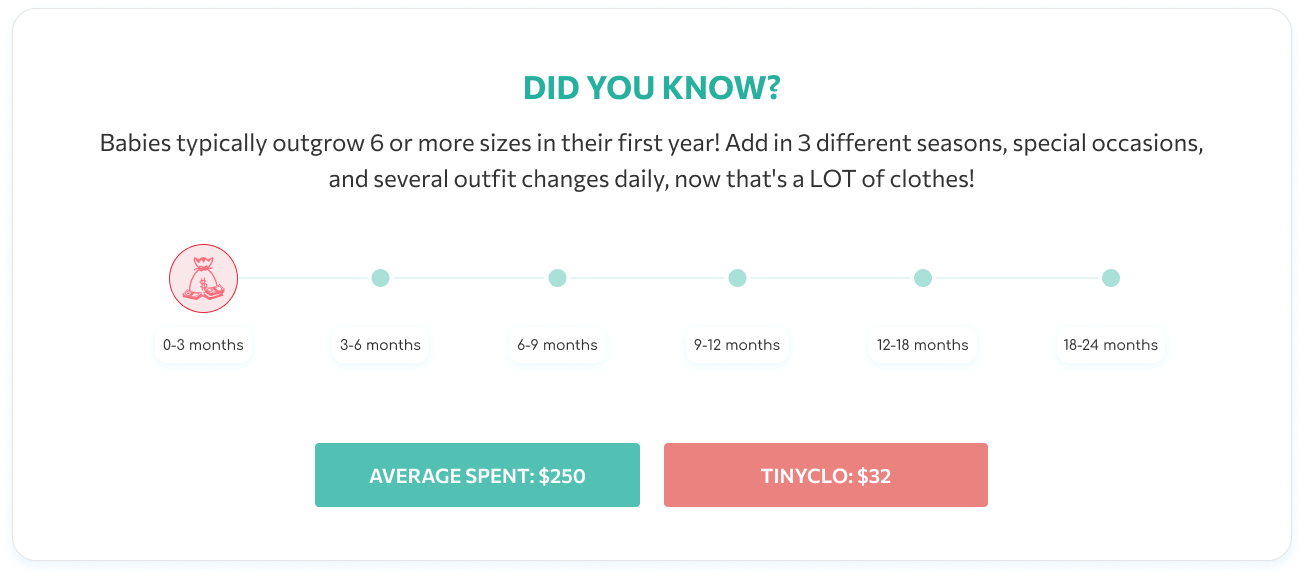 DID YOU KNOW?
Babies typically outgrow 6 or more sizes in their first year! Add in 3 different seasons, special occasions,
and several outfit changes daily, now that's a LOT of clothes!
$
0-3 months
3-6 months
6-9 months
9-12 months
12-18 months
18-24 months
AVERAGE SPENT: $250
TINYCLO: $32